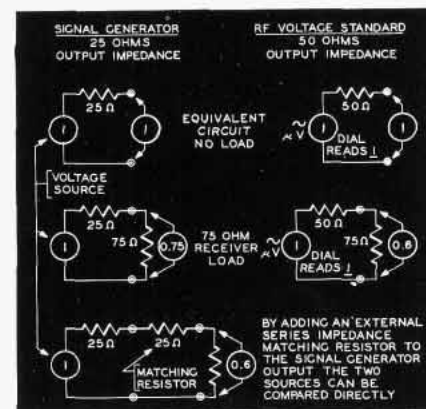 SIGNAL GENERATOR
25 OHMS
OUTPUT IMPEDANCE
RF VOLTAGE STANDARD
50 OHMS
OUTPUT IMPEDANCE
25Ω
1
1
EQUIVALENT
CIRCUIT
NO LOAD
50Ω
μV
1
DIAL
READS 1
1
VOLTAGE
SOURCE
25Ω
1
75Ω
0.75
75 OHM
RECEIVER
LOAD
50Ω
μV
1
75Ω
0.6
DIAL
READS 1
25Ω
25Ω
1
MATCHING
RESISTOR
0.6
BY ADDING AN EXTERNAL
SERIES IMPEDANCE
MATCHING RESISTOR TO
THE SIGNAL GENERATOR
OUTPUT THE TWO
SOURCES CAN BE
COMPARED DIRECTLY